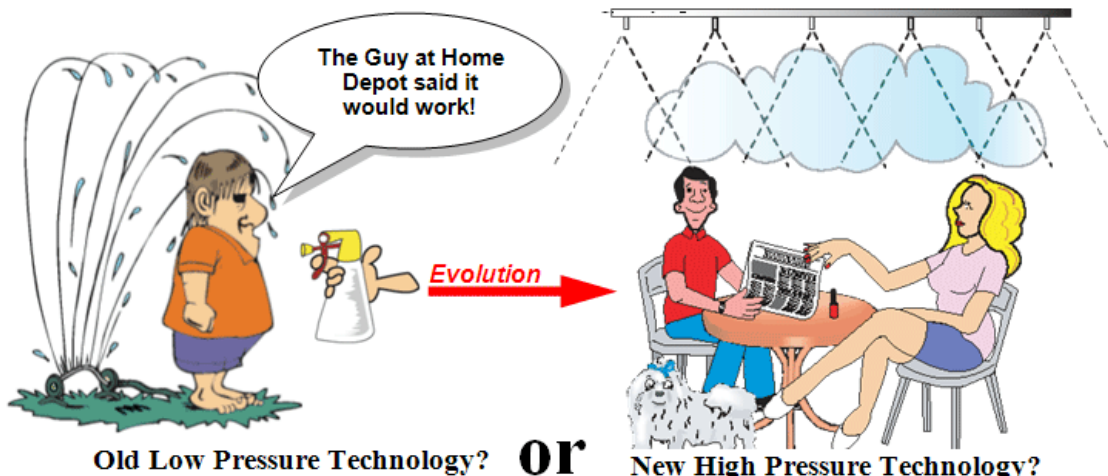 The Guy at Home
Depot said it
would work!
Evolution
Old Low Pressure Technology?
or
New High Pressure Technology?